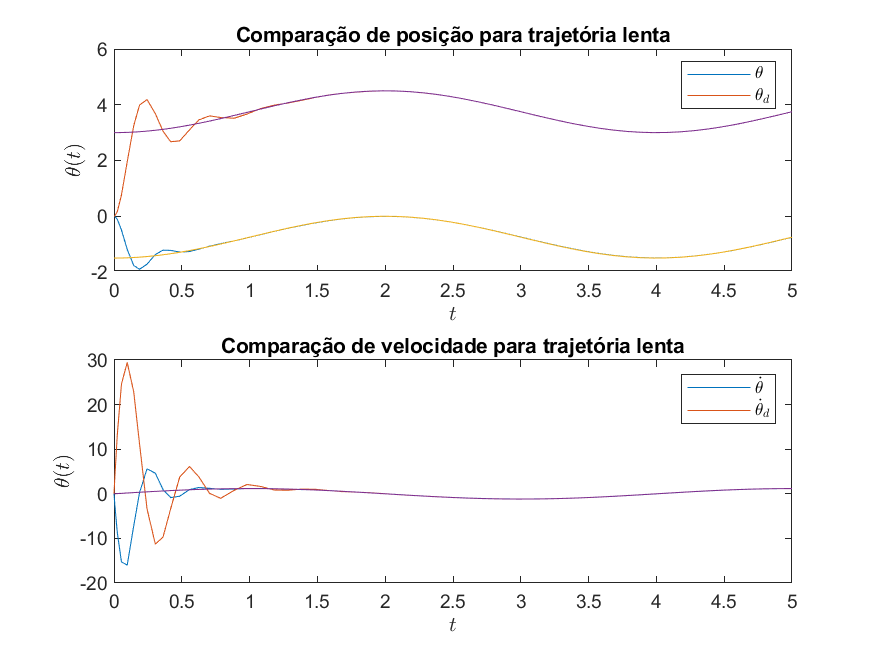 Comparação de posição para trajetória lenta
6
4
2
0
-2
θ(t)
θ
θ_d
0 0.5 1 1.5 2 2.5 3 3.5 4 4.5 5
t
Comparação de velocidade para trajetória lenta
30
20
10
0
-10
-20
θ̇(t)
θ̇
θ̇_d
0 0.5 1 1.5 2 2.5 3 3.5 4 4.5 5
t